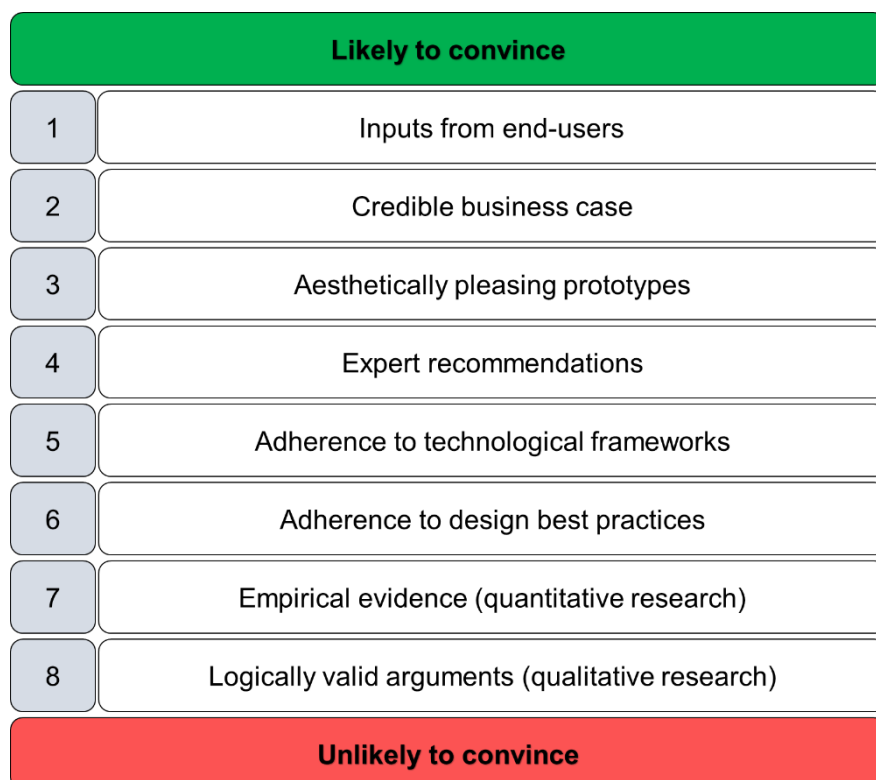 Likely to convince
1 Inputs from end-users
2 Credible business case
3 Aesthetically pleasing prototypes
4 Expert recommendations
5 Adherence to technological frameworks
6 Adherence to design best practices
7 Empirical evidence (quantitative research)
8 Logically valid arguments (qualitative research)
Unlikely to convince